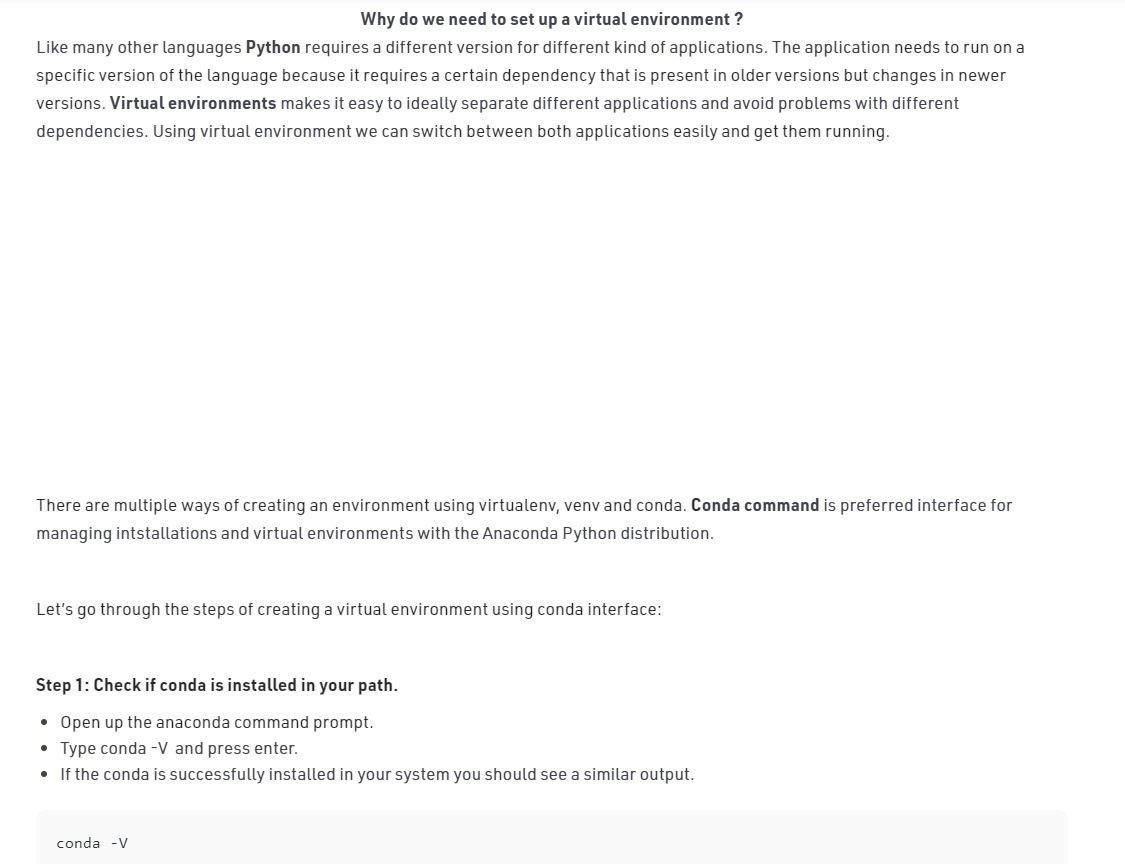 Why do we need to set up a virtual environment ?
Like many other languages Python requires a different version for different kind of applications. The application needs to run on a
specific version of the language because it requires a certain dependency that is present in older versions but changes in newer
versions. Virtual environments makes it easy to ideally separate different applications and avoid problems with different
dependencies. Using virtual environment we can switch between both applications easily and get them running.
There are multiple ways of creating an environment using virtualenv, venv and conda. Conda command is preferred interface for
managing intstallations and virtual environments with the Anaconda Python distribution.
Let's go through the steps of creating a virtual environment using conda interface:
Step 1: Check if conda is installed in your path.
• Open up the anaconda command prompt.
• Type conda -V and press enter.
• If the conda is successfully installed in your system you should see a similar output.
conda -V